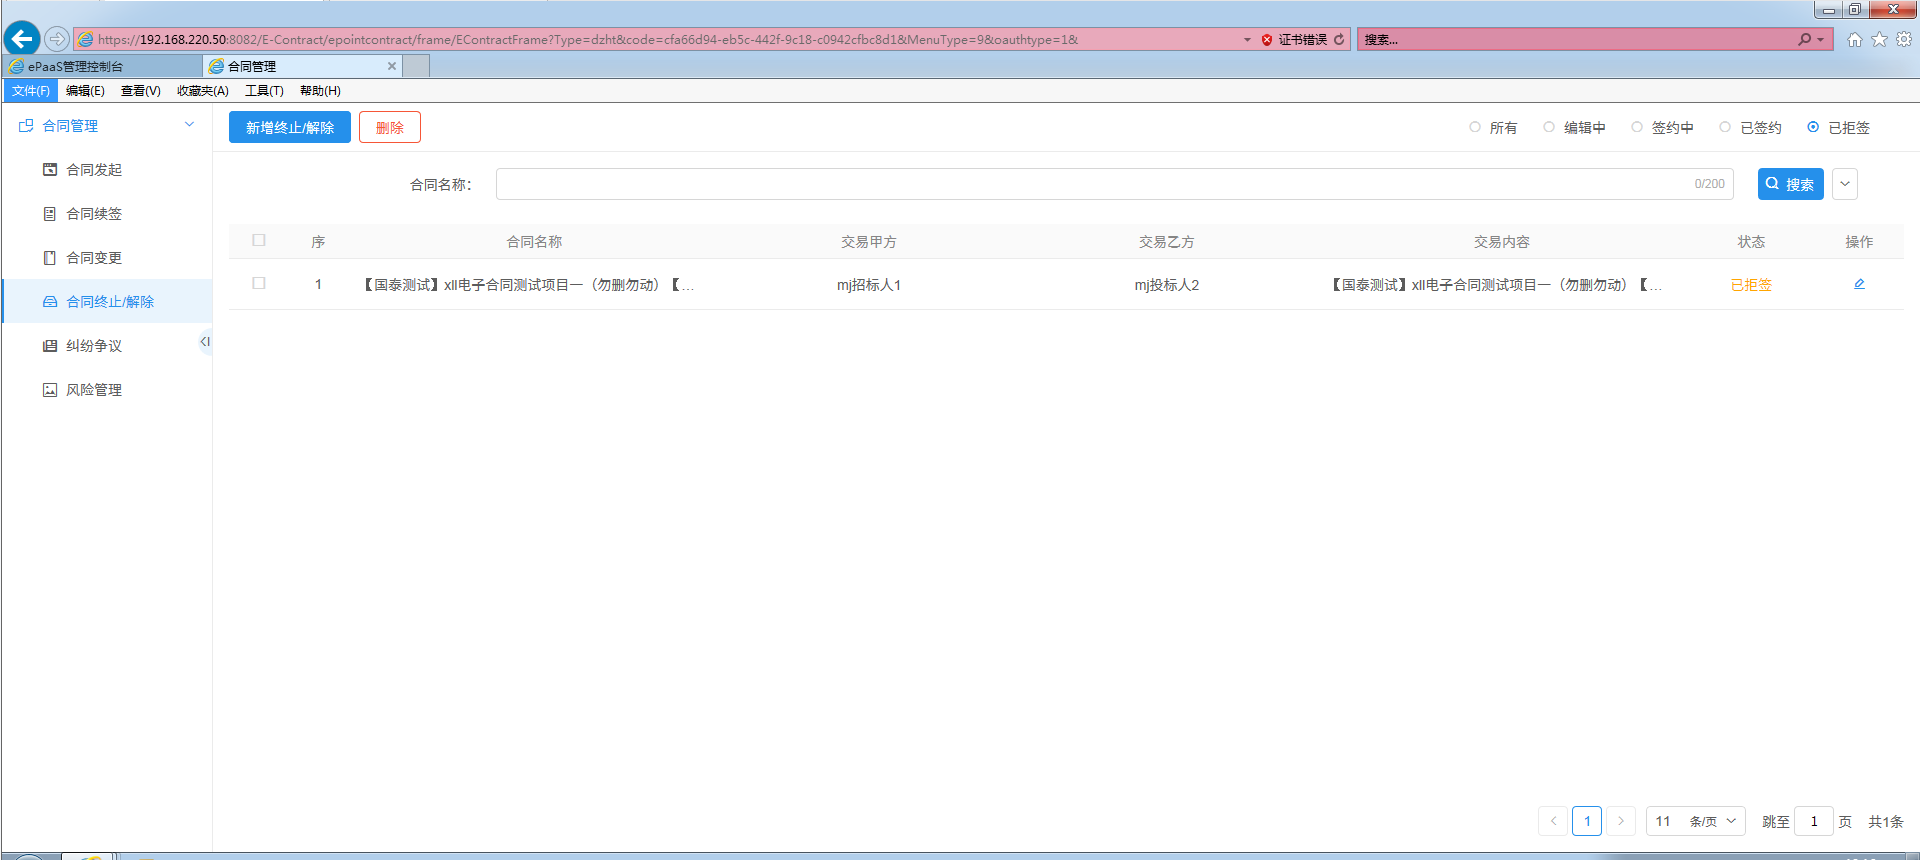 https://192.168.220.50:8082/E-Contract/epointcontract/frame/EContractFrame?Type=dzht&code=cfa66d94-eb5c-442f-9c18-c0942cfbc8d1&MenuType=9&oauthtype=1& 证书错误 搜索...
ePaaS管理控制台 合同管理
文件(F) 编辑(E) 查看(V) 收藏夹(A) 工具(T) 帮助(H)
合同管理
合同发起
合同续签
合同变更
合同终止/解除
纠纷争议
风险管理
新增终止/解除 删除 所有 编辑中 签约中 已签约 已拒签
合同名称: 0/200 搜索
序 合同名称 交易甲方 交易乙方 交易内容 状态 操作
1 【国泰测试】xll电子合同测试项目一（勿删勿动）【... mj招标人1 mj投标人2 【国泰测试】xll电子合同测试项目一（勿删勿动）【... 已拒签
1 11 条/页 跳至 1 页 共1条